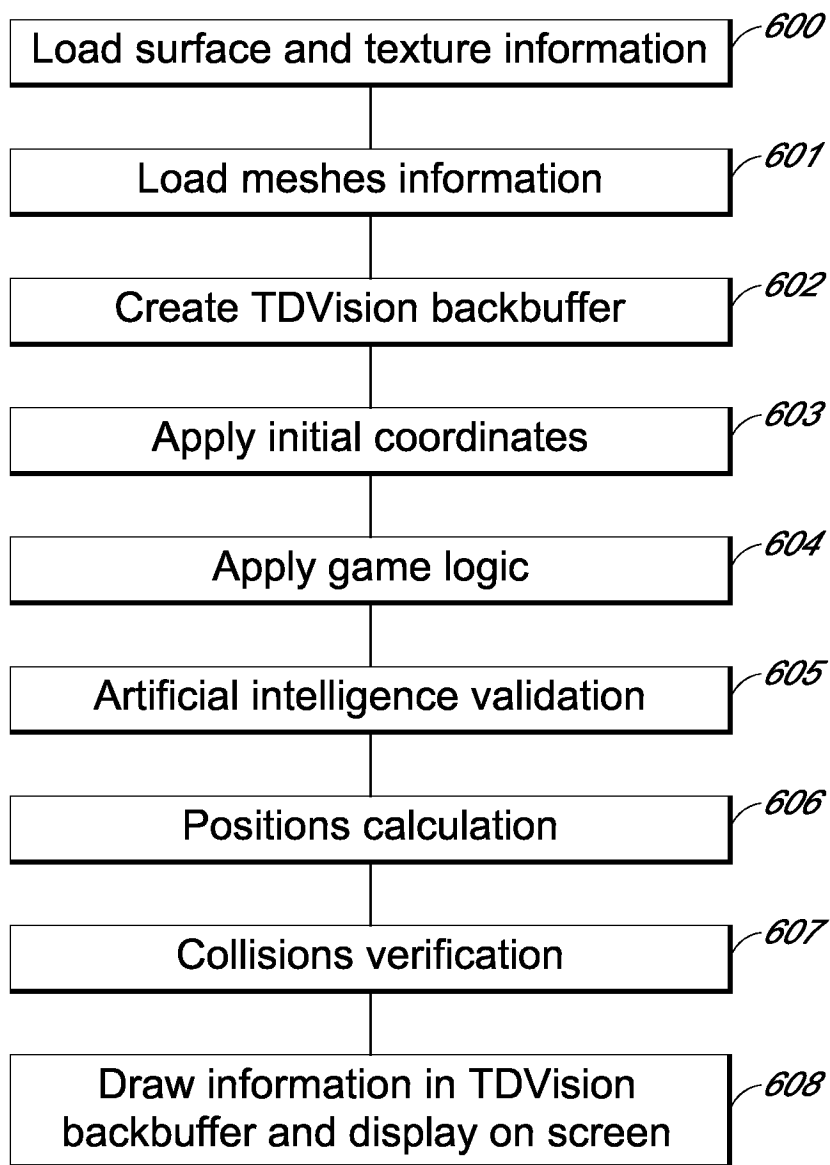 Load surface and texture information
600
Load meshes information
601
Create TDVision backbuffer
602
Apply initial coordinates
603
Apply game logic
604
Artificial intelligence validation
605
Positions calculation
606
Collisions verification
607
Draw information in TDVision
backbuffer and display on screen
608